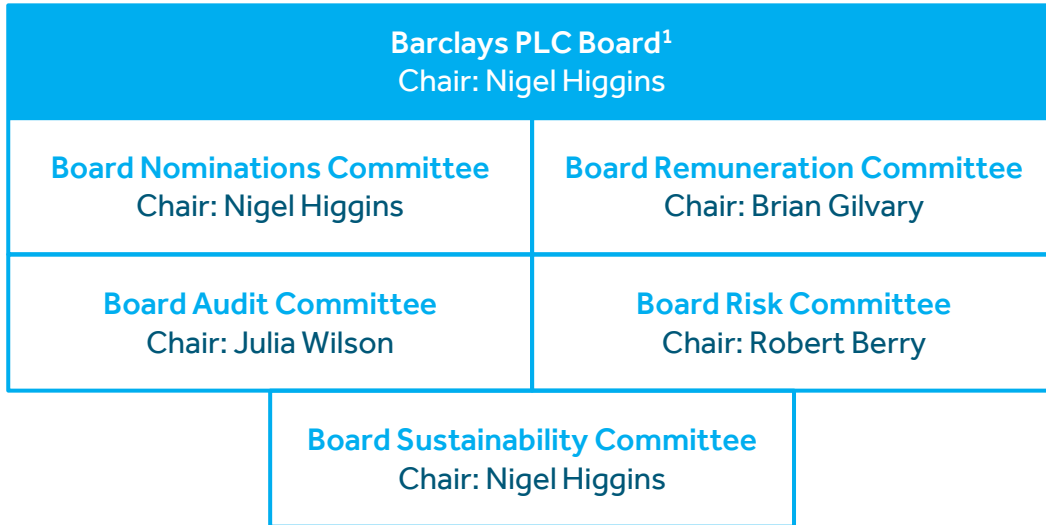 Barclays PLC Board¹
Chair: Nigel Higgins
Board Nominations Committee
Chair: Nigel Higgins
Board Remuneration Committee
Chair: Brian Gilvary
Board Audit Committee
Chair: Julia Wilson
Board Risk Committee
Chair: Robert Berry
Board Sustainability Committee
Chair: Nigel Higgins